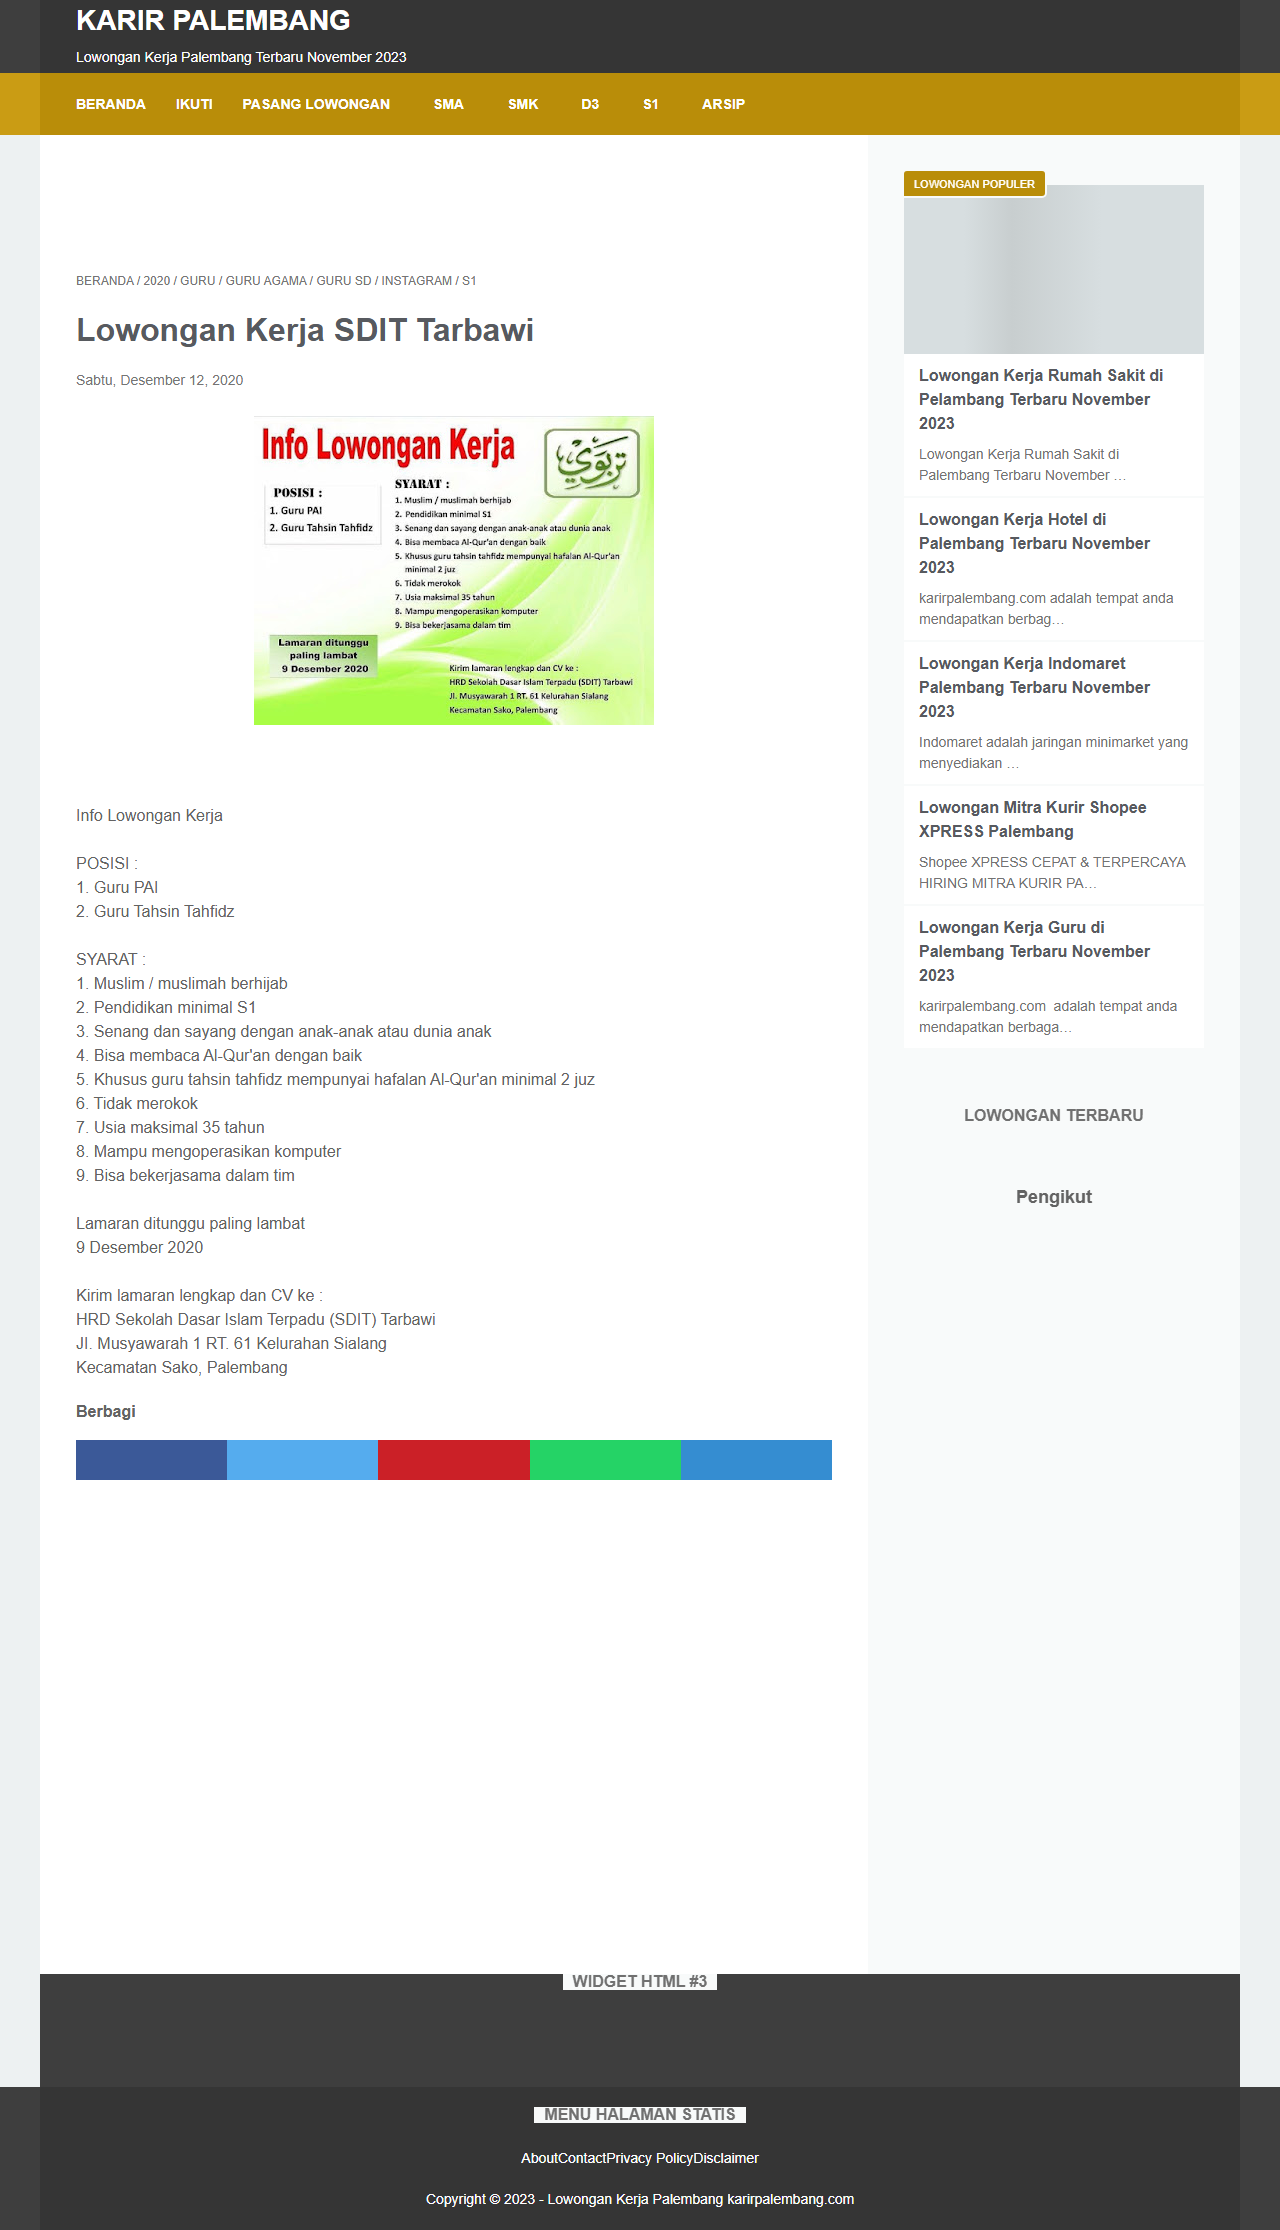 KARIR PALEMBANG
Lowongan Kerja Palembang Terbaru November 2023
BERANDA IKUTI PASANG LOWONGAN SMA SMK D3 S1 ARSIP
BERANDA / 2020 / GURU / GURU AGAMA / GURU SD / INSTAGRAM / S1
Lowongan Kerja SDIT Tarbawi
Sabtu, Desember 12, 2020
Info Lowongan Kerja
تربوي
POSISI :
1. Guru PAI
2. Guru Tahsin Tahfidz
SYARAT :
1. Muslim / muslimah berhijab
2. Pendidikan minimal S1
3. Senang dan sayang dengan anak-anak atau dunia anak
4. Bisa membaca Al-Qur'an dengan baik
5. Khusus guru tahsin tahfidz mempunyai hafalan Al-Qur'an
minimal 2 juz
6. Tidak merokok
7. Usia maksimal 35 tahun
8. Mampu mengoperasikan komputer
9. Bisa bekerjasama dalam tim
Lamaran ditunggu
paling lambat
9 Desember 2020
Kirim lamaran lengkap dan CV ke :
HRD Sekolah Dasar Islam Terpadu (SDIT) Tarbawi
Jl. Musyawarah 1 RT. 61 Kelurahan Sialang
Kecamatan Sako, Palembang
Info Lowongan Kerja
POSISI :
1. Guru PAI
2. Guru Tahsin Tahfidz
SYARAT :
1. Muslim / muslimah berhijab
2. Pendidikan minimal S1
3. Senang dan sayang dengan anak-anak atau dunia anak
4. Bisa membaca Al-Qur'an dengan baik
5. Khusus guru tahsin tahfidz mempunyai hafalan Al-Qur'an minimal 2 juz
6. Tidak merokok
7. Usia maksimal 35 tahun
8. Mampu mengoperasikan komputer
9. Bisa bekerjasama dalam tim
Lamaran ditunggu paling lambat
9 Desember 2020
Kirim lamaran lengkap dan CV ke :
HRD Sekolah Dasar Islam Terpadu (SDIT) Tarbawi
Jl. Musyawarah 1 RT. 61 Kelurahan Sialang
Kecamatan Sako, Palembang
Berbagi
LOWONGAN POPULER
Lowongan Kerja Rumah Sakit di
Pelambang Terbaru November
2023
Lowongan Kerja Rumah Sakit di
Palembang Terbaru November …
Lowongan Kerja Hotel di
Palembang Terbaru November
2023
karirpalembang.com adalah tempat anda
mendapatkan berbag…
Lowongan Kerja Indomaret
Palembang Terbaru November
2023
Indomaret adalah jaringan minimarket yang
menyediakan …
Lowongan Mitra Kurir Shopee
XPRESS Palembang
Shopee XPRESS CEPAT & TERPERCAYA
HIRING MITRA KURIR PA…
Lowongan Kerja Guru di
Palembang Terbaru November
2023
karirpalembang.com  adalah tempat anda
mendapatkan berbaga…
LOWONGAN TERBARU
Pengikut
WIDGET HTML #3
MENU HALAMAN STATIS
AboutContactPrivacy PolicyDisclaimer
Copyright © 2023 - Lowongan Kerja Palembang karirpalembang.com